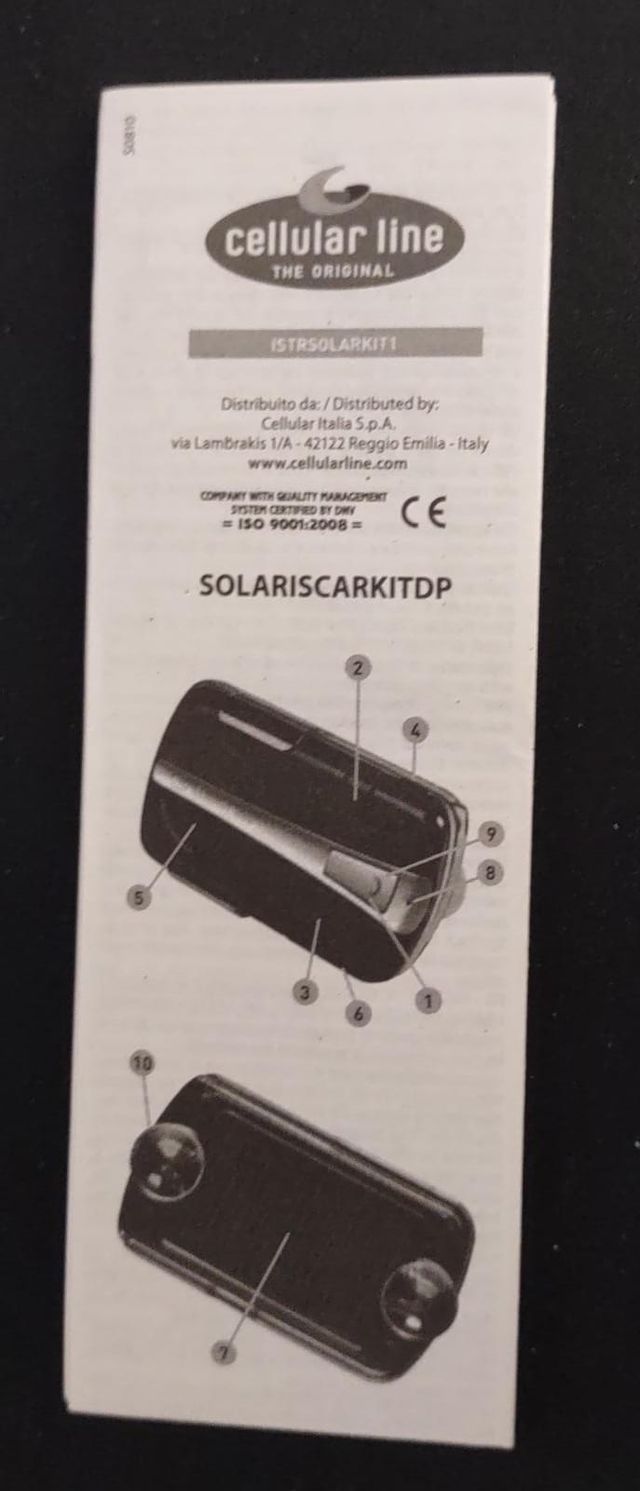 S0810
cellular line
THE ORIGINAL
ISTRSOLARKIT1
Distribuito da: / Distributed by:
Cellular Italia S.p.A.
via Lambrakis 1/A - 42122 Reggio Emilia - Italy
www.cellularline.com
COMPANY WITH QUALITY MANAGEMENT
SYSTEM CERTIFIED BY DNV
= ISO 9001:2008 =
CE
SOLARISCARKITDP
2
4
9
8
5
3
6
1
10
7